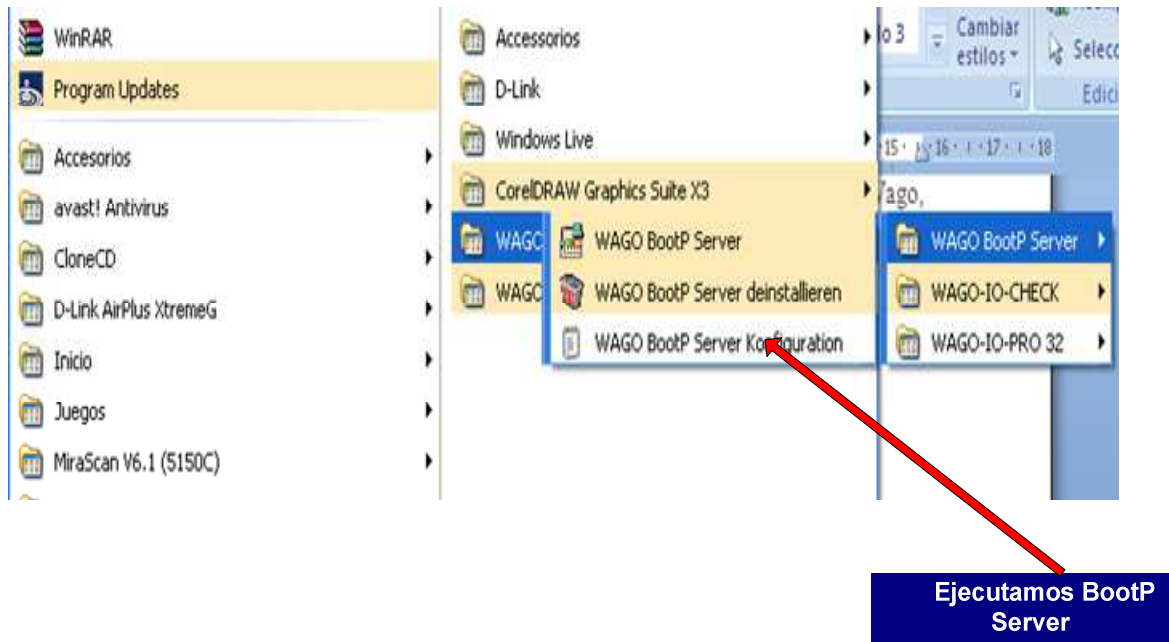 WinRAR
Program Updates
Accesorios
avast! Antivirus
CloneCD
D-Link AirPlus XtremeG
Inicio
Juegos
MiraScan V6.1 (5150C)
Accessorios
D-Link
Windows Live
CorelDRAW Graphics Suite X3
WAGO
WAGO
WAGO BootP Server
WAGO BootP Server deinstallieren
WAGO BootP Server Konfiguration
lo 3
Cambiar
estilos
Selecc
Edici
15 16 17 18
Wago,
WAGO BootP Server
WAGO-IO-CHECK
WAGO-IO-PRO 32
Ejecutamos BootP
Server